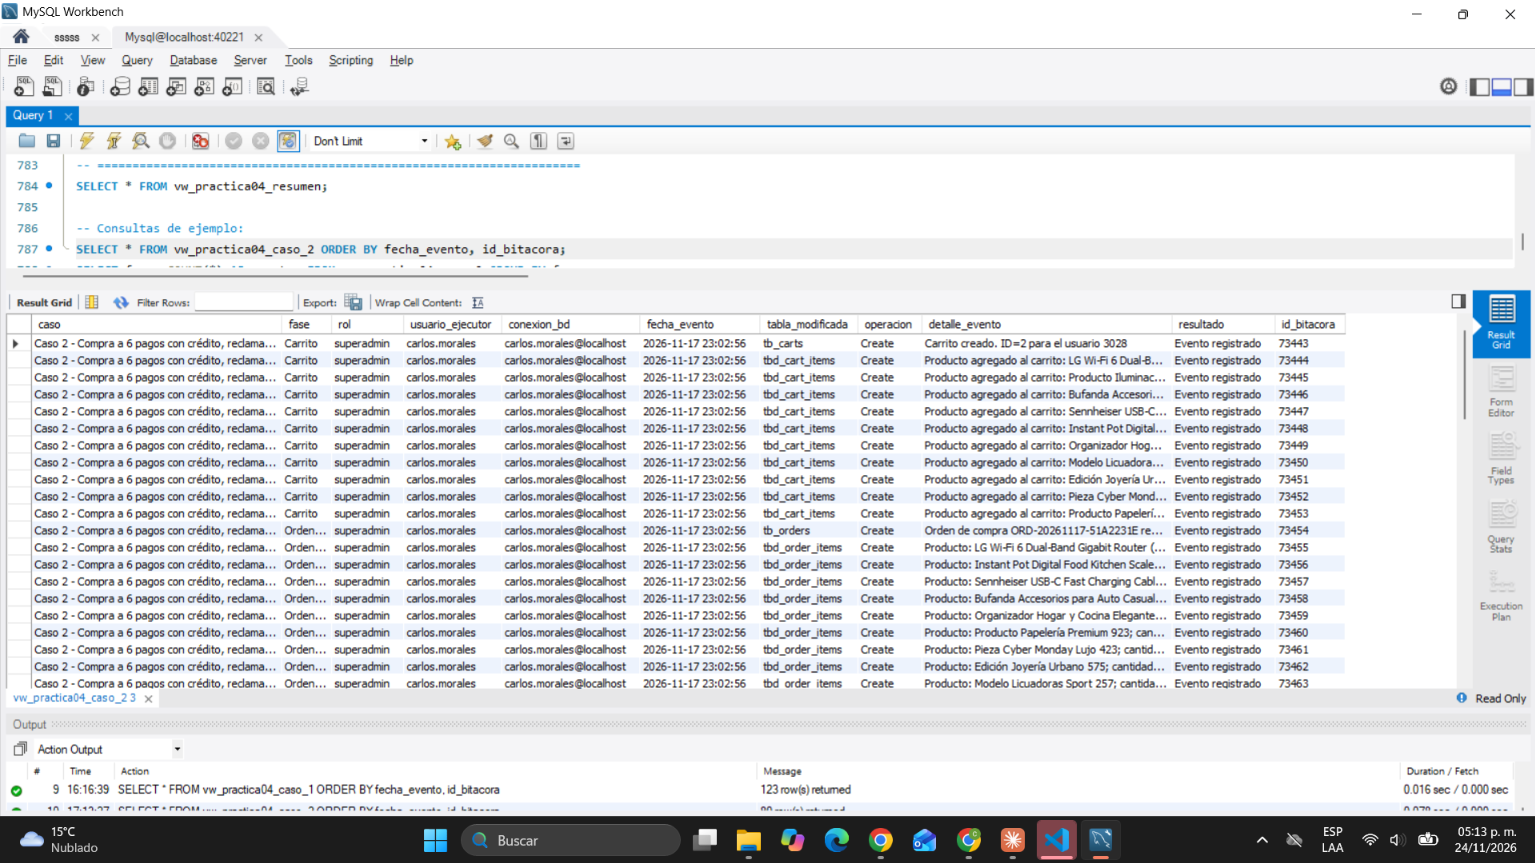 MySQL Workbench
sssss
Mysql@localhost:40221
File Edit View Query Database Server Tools Scripting Help
Query 1
Don't Limit
783 -- =====================================================================
784 SELECT * FROM vw_practica04_resumen;
785
786 -- Consultas de ejemplo:
787 SELECT * FROM vw_practica04_caso_2 ORDER BY fecha_evento, id_bitacora;
Result Grid Filter Rows: Export: Wrap Cell Content:
caso fase rol usuario_ejecutor conexion_bd fecha_evento tabla_modificada operacion detalle_evento resultado id_bitacora
Caso 2 - Compra a 6 pagos con crédito, reclama... Carrito superadmin carlos.morales carlos.morales@localhost 2026-11-17 23:02:56 tb_carts Create Carrito creado. ID=2 para el usuario 3028 Evento registrado 73443
Caso 2 - Compra a 6 pagos con crédito, reclama... Carrito superadmin carlos.morales carlos.morales@localhost 2026-11-17 23:02:56 tbd_cart_items Create Producto agregado al carrito: LG Wi-Fi 6 Dual-B... Evento registrado 73444
Caso 2 - Compra a 6 pagos con crédito, reclama... Carrito superadmin carlos.morales carlos.morales@localhost 2026-11-17 23:02:56 tbd_cart_items Create Producto agregado al carrito: Producto Iluminac... Evento registrado 73445
Caso 2 - Compra a 6 pagos con crédito, reclama... Carrito superadmin carlos.morales carlos.morales@localhost 2026-11-17 23:02:56 tbd_cart_items Create Producto agregado al carrito: Bufanda Accesori... Evento registrado 73446
Caso 2 - Compra a 6 pagos con crédito, reclama... Carrito superadmin carlos.morales carlos.morales@localhost 2026-11-17 23:02:56 tbd_cart_items Create Producto agregado al carrito: Sennheiser USB-C... Evento registrado 73447
Caso 2 - Compra a 6 pagos con crédito, reclama... Carrito superadmin carlos.morales carlos.morales@localhost 2026-11-17 23:02:56 tbd_cart_items Create Producto agregado al carrito: Instant Pot Digital... Evento registrado 73448
Caso 2 - Compra a 6 pagos con crédito, reclama... Carrito superadmin carlos.morales carlos.morales@localhost 2026-11-17 23:02:56 tbd_cart_items Create Producto agregado al carrito: Organizador Hog... Evento registrado 73449
Caso 2 - Compra a 6 pagos con crédito, reclama... Carrito superadmin carlos.morales carlos.morales@localhost 2026-11-17 23:02:56 tbd_cart_items Create Producto agregado al carrito: Modelo Licuadora... Evento registrado 73450
Caso 2 - Compra a 6 pagos con crédito, reclama... Carrito superadmin carlos.morales carlos.morales@localhost 2026-11-17 23:02:56 tbd_cart_items Create Producto agregado al carrito: Edición Joyería Ur... Evento registrado 73451
Caso 2 - Compra a 6 pagos con crédito, reclama... Carrito superadmin carlos.morales carlos.morales@localhost 2026-11-17 23:02:56 tbd_cart_items Create Producto agregado al carrito: Pieza Cyber Mond... Evento registrado 73452
Caso 2 - Compra a 6 pagos con crédito, reclama... Carrito superadmin carlos.morales carlos.morales@localhost 2026-11-17 23:02:56 tbd_cart_items Create Producto agregado al carrito: Producto Papelerí... Evento registrado 73453
Caso 2 - Compra a 6 pagos con crédito, reclama... Orden... superadmin carlos.morales carlos.morales@localhost 2026-11-17 23:02:56 tb_orders Create Orden de compra ORD-20261117-51A2231E re... Evento registrado 73454
Caso 2 - Compra a 6 pagos con crédito, reclama... Orden... superadmin carlos.morales carlos.morales@localhost 2026-11-17 23:02:56 tbd_order_items Create Producto: LG Wi-Fi 6 Dual-Band Gigabit Router (... Evento registrado 73455
Caso 2 - Compra a 6 pagos con crédito, reclama... Orden... superadmin carlos.morales carlos.morales@localhost 2026-11-17 23:02:56 tbd_order_items Create Producto: Instant Pot Digital Food Kitchen Scale... Evento registrado 73456
Caso 2 - Compra a 6 pagos con crédito, reclama... Orden... superadmin carlos.morales carlos.morales@localhost 2026-11-17 23:02:56 tbd_order_items Create Producto: Sennheiser USB-C Fast Charging Cabl... Evento registrado 73457
Caso 2 - Compra a 6 pagos con crédito, reclama... Orden... superadmin carlos.morales carlos.morales@localhost 2026-11-17 23:02:56 tbd_order_items Create Producto: Bufanda Accesorios para Auto Casual... Evento registrado 73458
Caso 2 - Compra a 6 pagos con crédito, reclama... Orden... superadmin carlos.morales carlos.morales@localhost 2026-11-17 23:02:56 tbd_order_items Create Producto: Organizador Hogar y Cocina Elegante... Evento registrado 73459
Caso 2 - Compra a 6 pagos con crédito, reclama... Orden... superadmin carlos.morales carlos.morales@localhost 2026-11-17 23:02:56 tbd_order_items Create Producto: Producto Papelería Premium 923; can... Evento registrado 73460
Caso 2 - Compra a 6 pagos con crédito, reclama... Orden... superadmin carlos.morales carlos.morales@localhost 2026-11-17 23:02:56 tbd_order_items Create Producto: Pieza Cyber Monday Lujo 423; cantid... Evento registrado 73461
Caso 2 - Compra a 6 pagos con crédito, reclama... Orden... superadmin carlos.morales carlos.morales@localhost 2026-11-17 23:02:56 tbd_order_items Create Producto: Edición Joyería Urbano 575; cantidad... Evento registrado 73462
Caso 2 - Compra a 6 pagos con crédito, reclama... Orden... superadmin carlos.morales carlos.morales@localhost 2026-11-17 23:02:56 tbd_order_items Create Producto: Modelo Licuadoras Sport 257; cantida... Evento registrado 73463
Result Grid
Form Editor
Field Types
Query Stats
Execution Plan
vw_practica04_caso_2 3
Read Only
Output
Action Output
# Time Action Message Duration / Fetch
9 16:16:39 SELECT * FROM vw_practica04_caso_1 ORDER BY fecha_evento, id_bitacora 123 row(s) returned 0.016 sec / 0.000 sec
15°C
Nublado
Buscar
ESP
LAA
05:13 p. m.
24/11/2026